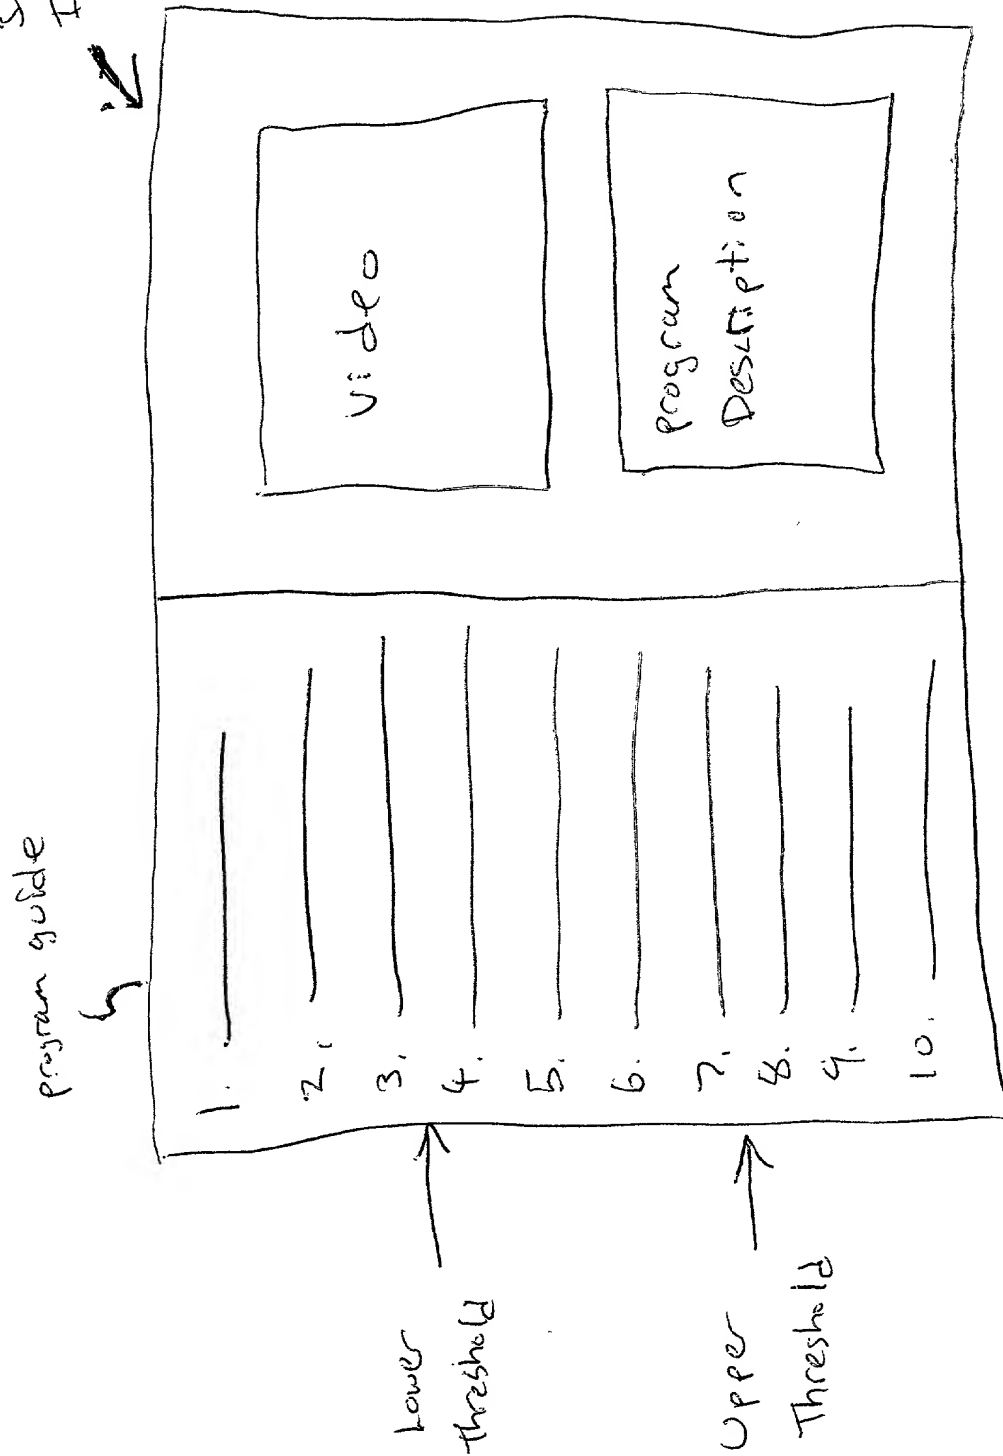 program guide
1.
2.
3.
4.
5.
6.
7.
8.
9.
10.
Lower
threshold
Upper
Threshold
Video
program
Description